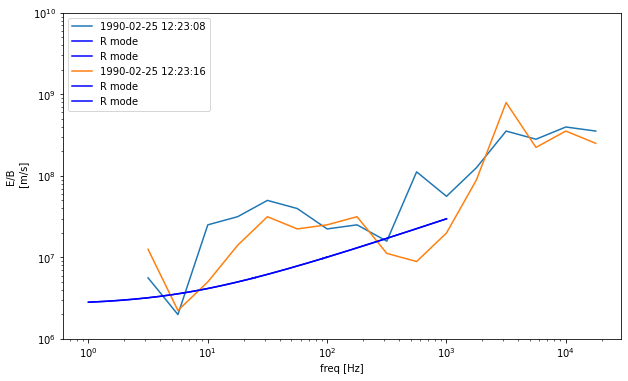 10^10
10^9
10^8
10^7
10^6
E/B
[m/s]
1990-02-25 12:23:08
R mode
R mode
1990-02-25 12:23:16
R mode
R mode
10^0
10^1
10^2
10^3
10^4
freq [Hz]